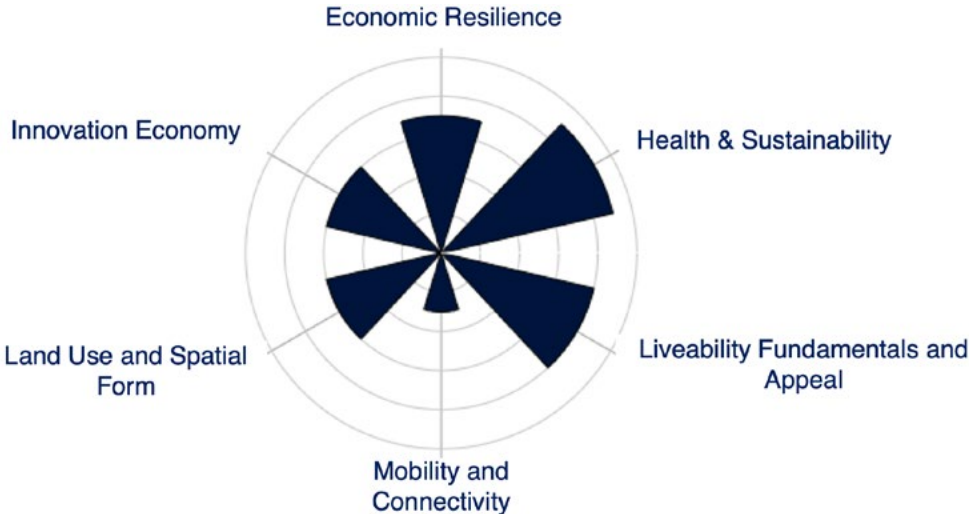 Economic Resilience
Innovation Economy
Health & Sustainability
Land Use and Spatial
Form
Liveability Fundamentals and
Appeal
Mobility and
Connectivity